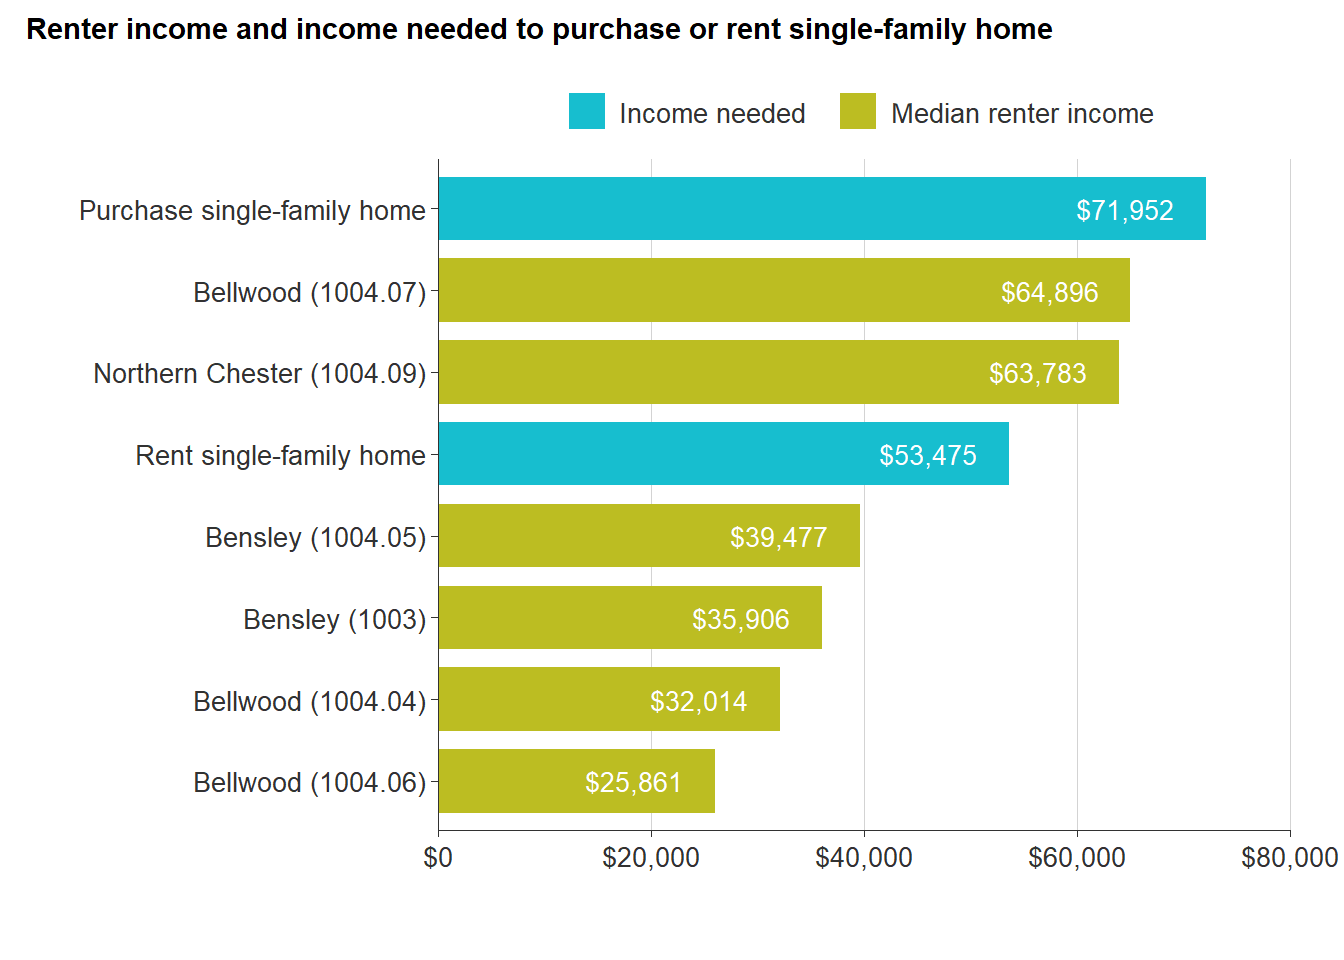 Renter income and income needed to purchase or rent single-family home
Income needed
Median renter income
Purchase single-family home
$71,952
Bellwood (1004.07)
$64,896
Northern Chester (1004.09)
$63,783
Rent single-family home
$53,475
Bensley (1004.05)
$39,477
Bensley (1003)
$35,906
Bellwood (1004.04)
$32,014
Bellwood (1004.06)
$25,861
$0
$20,000
$40,000
$60,000
$80,000